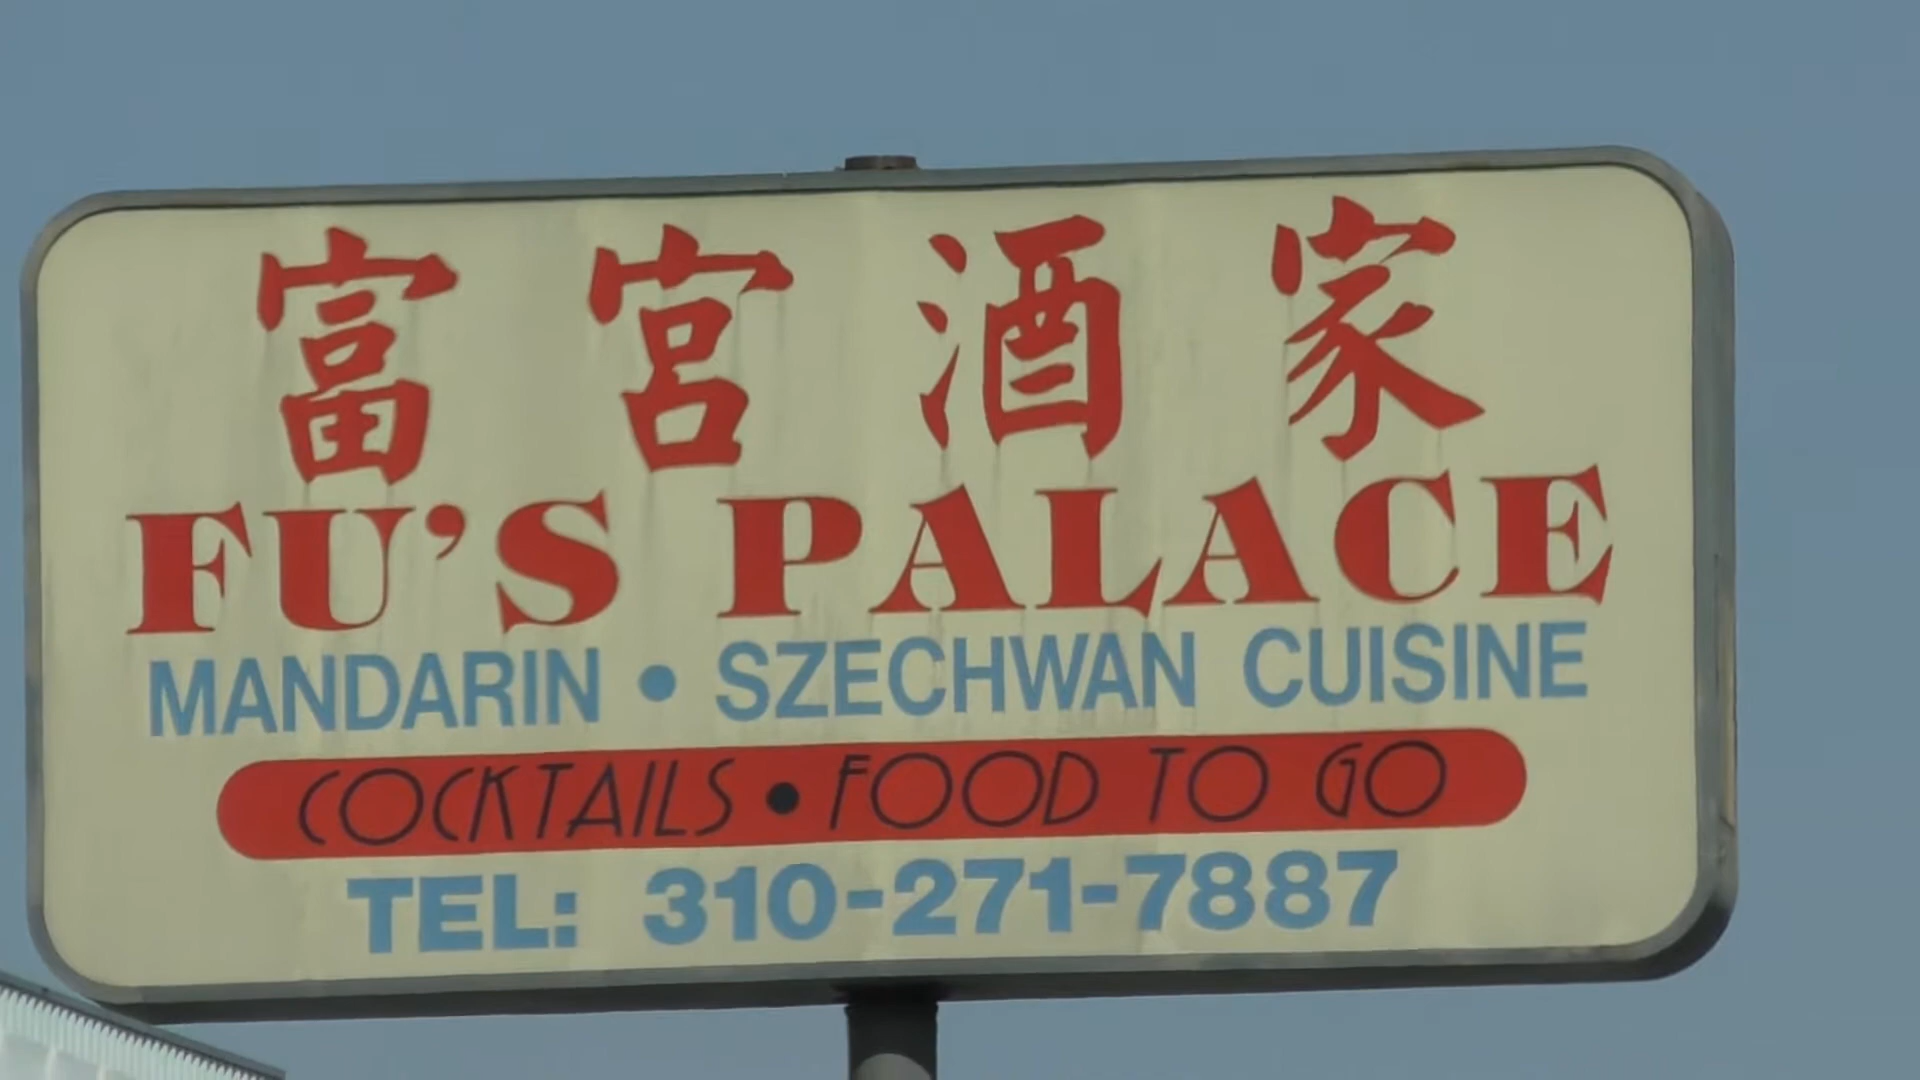 富宮酒家
FU'S PALACE
MANDARIN • SZECHWAN CUISINE
COCKTAILS • FOOD TO GO
TEL: 310-271-7887